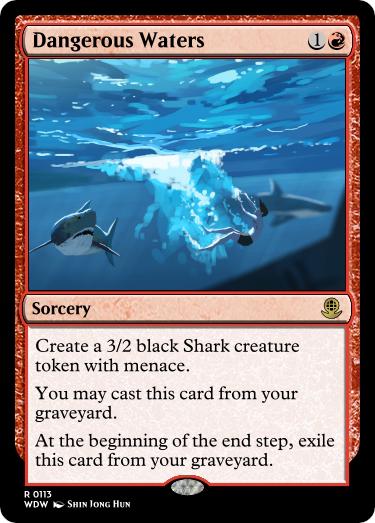 Dangerous Waters 1
Sorcery
Create a 3/2 black Shark creature
token with menace.
You may cast this card from your
graveyard.
At the beginning of the end step, exile
this card from your graveyard.
R 0113
WDW Shin Jong Hun